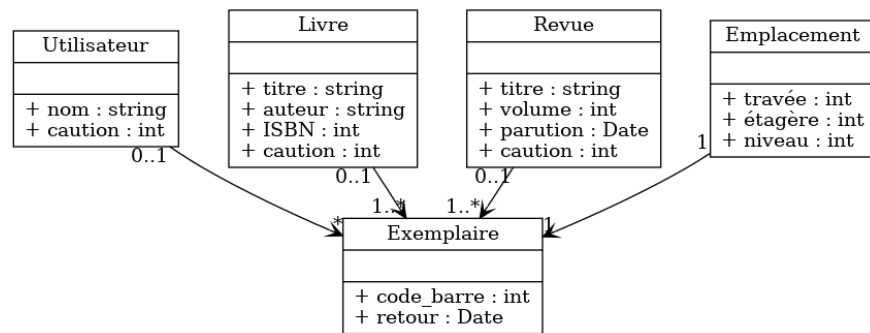 Utilisateur
+ nom : string
+ caution : int
Livre
+ titre : string
+ auteur : string
+ ISBN : int
+ caution : int
Revue
+ titre : string
+ volume : int
+ parution : Date
+ caution : int
Emplacement
+ travée : int
+ étagère : int
+ niveau : int
0..1
0..1
0..1
1
*
1..*
1..*
1
Exemplaire
+ code_barre : int
+ retour : Date